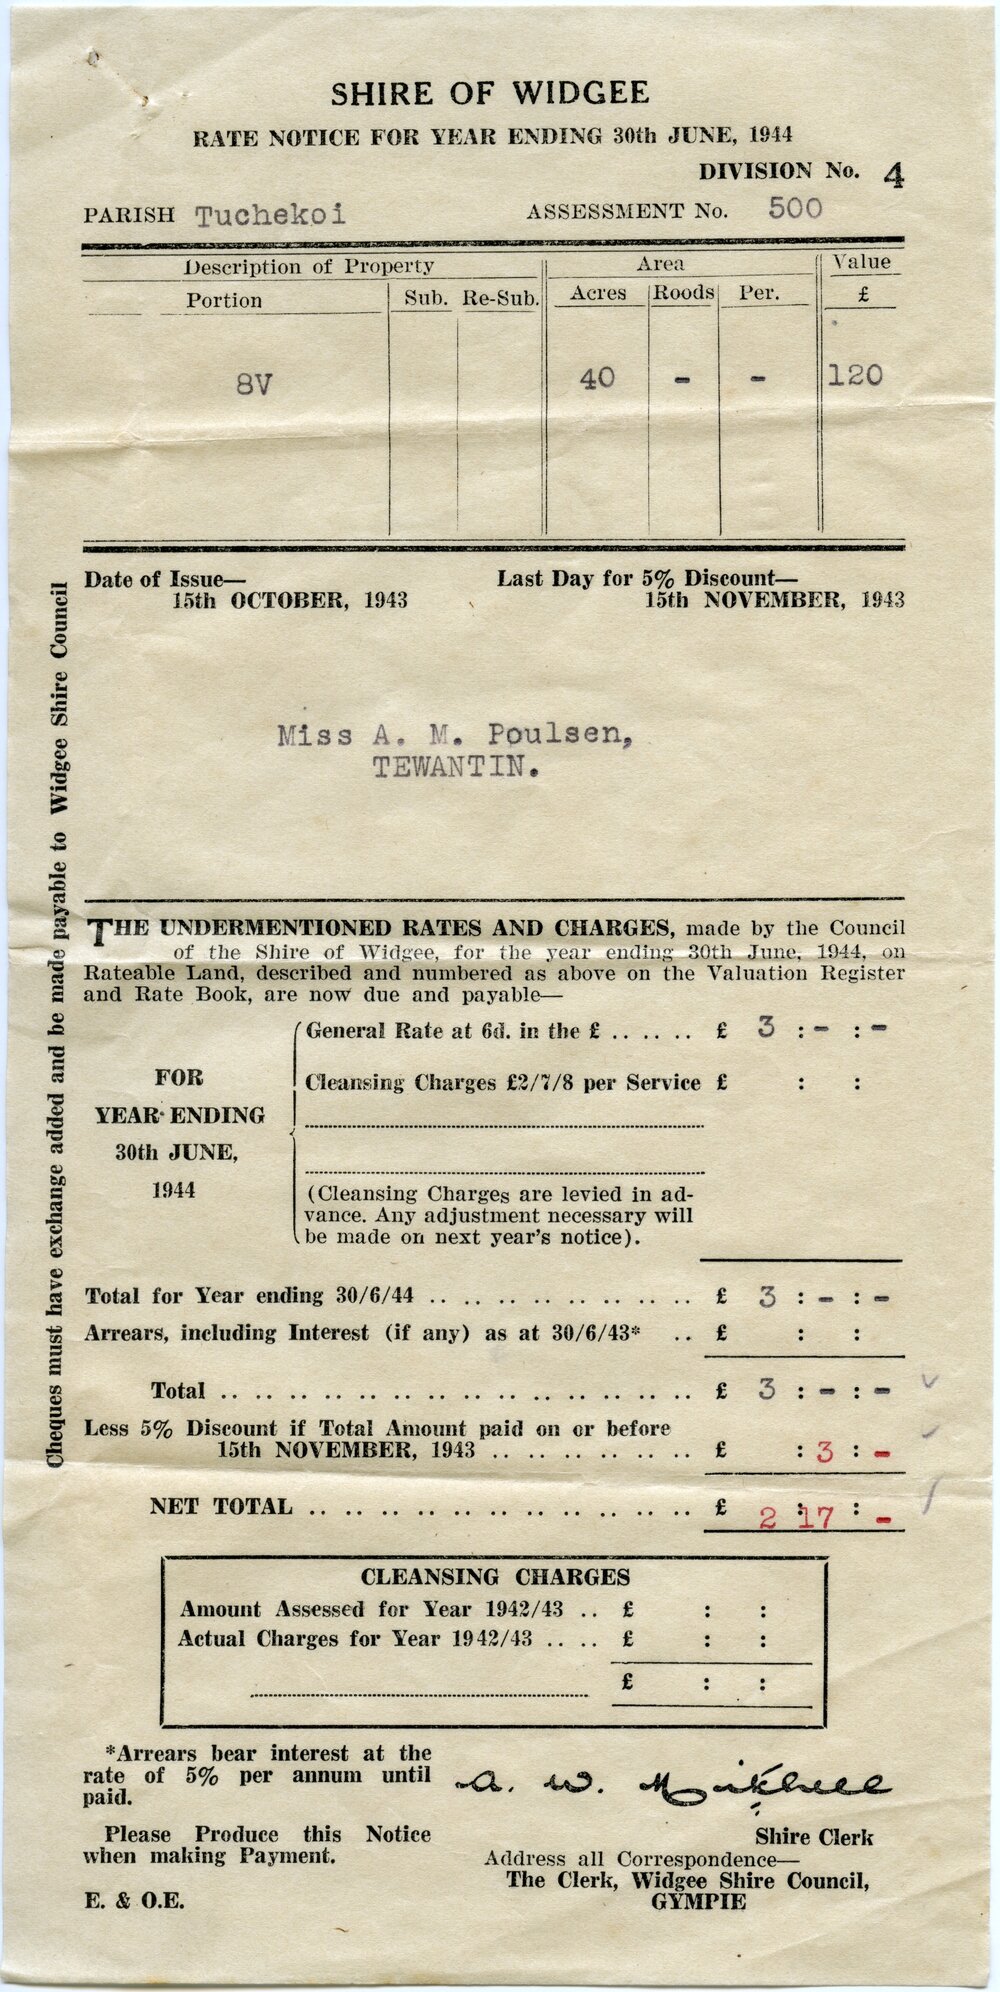 SHIRE OF WIDGEE
RATE NOTICE FOR YEAR ENDING 30th JUNE, 1944
DIVISION No. 4
PARISH Tuchekoi ASSESSMENT No. 500
Description of Property Area Value
Portion Sub. Re-Sub. Acres Roods Per. £
8V 40 - - 120
Date of Issue— Last Day for 5% Discount—
15th OCTOBER, 1943 15th NOVEMBER, 1943
Miss A. M. Poulsen,
TEWANTIN.
Cheques must have exchange added and be made payable to Widgee Shire Council
THE UNDERMENTIONED RATES AND CHARGES, made by the Council
of the Shire of Widgee, for the year ending 30th June, 1944, on
Rateable Land, described and numbered as above on the Valuation Register
and Rate Book, are now due and payable—
FOR
YEAR ENDING
30th JUNE,
1944
General Rate at 6d. in the £ .. .. .. £ 3 : - : -
Cleansing Charges £2/7/8 per Service £ : :
(Cleansing Charges are levied in ad-
vance. Any adjustment necessary will
be made on next year's notice).
Total for Year ending 30/6/44 .. .. .. .. .. .. .. .. .. .. £ 3 : - : -
Arrears, including Interest (if any) as at 30/6/43* .. £ : :
Total .. .. .. .. .. .. .. .. .. .. .. .. .. .. .. .. .. .. £ 3 : - : -
Less 5% Discount if Total Amount paid on or before
15th NOVEMBER, 1943 .. .. .. .. .. .. .. .. £ : 3 : -
NET TOTAL .. .. .. .. .. .. .. .. .. .. .. .. .. .. .. £ 2 : 17 : -
CLEANSING CHARGES
Amount Assessed for Year 1942/43 .. £ : :
Actual Charges for Year 1942/43 .. .. £ : :
£ : :
*Arrears bear interest at the
rate of 5% per annum until
paid.
Please Produce this Notice
when making Payment.
E. & O.E.
A. W. Mitchell
Shire Clerk
Address all Correspondence—
The Clerk, Widgee Shire Council,
GYMPIE